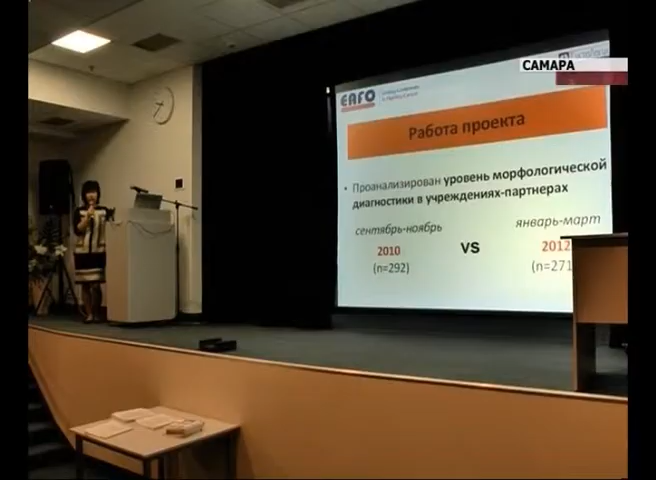 САМАРА
EAFO
Работа проекта
• Проанализирован уровень морфологической
диагностики в учреждениях-партнерах
сентябрь-ноябрь
январь-март
2010
VS
2012
(n=292)
(n=271